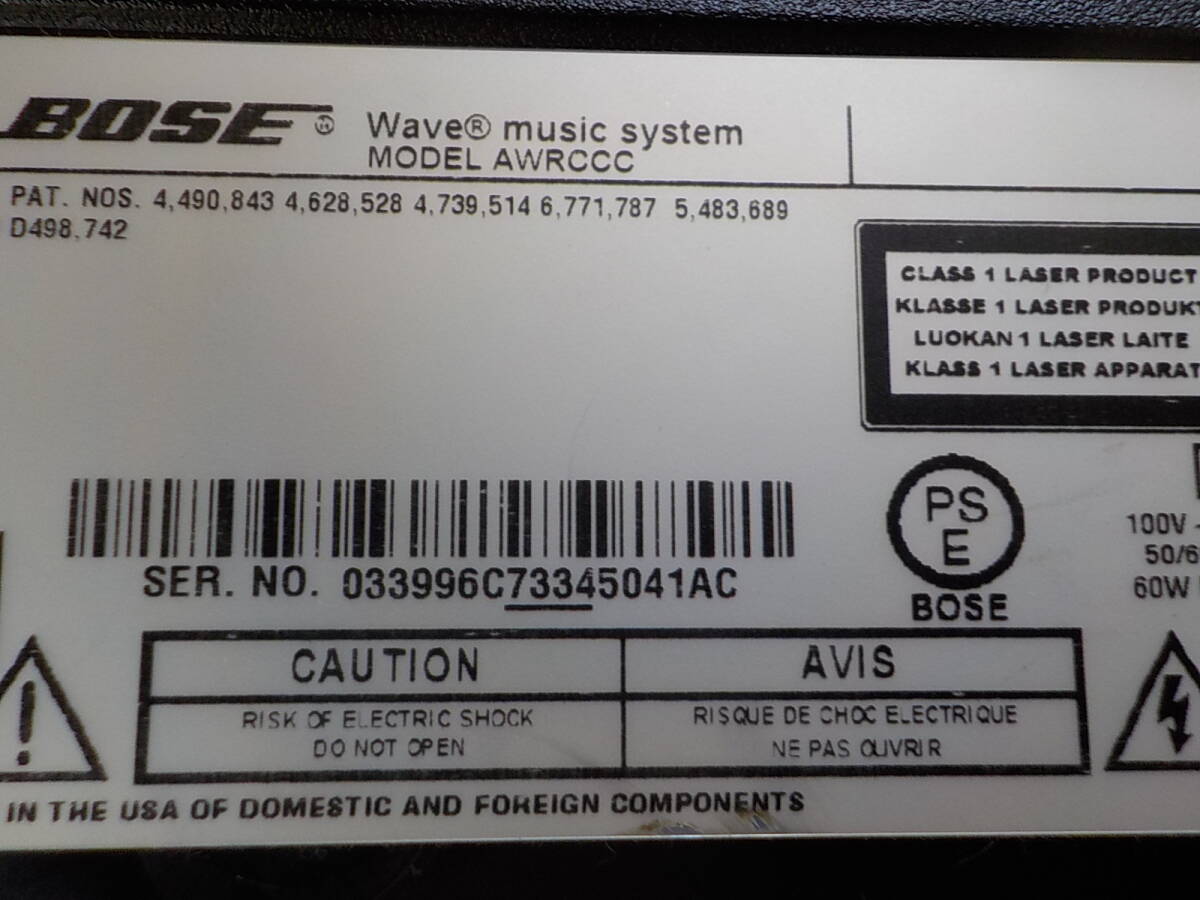 BOSE® Wave® music system
MODEL AWRCCC
PAT. NOS. 4,490,843 4,628,528 4,739,514 6,771,787 5,483,689
D498,742
CLASS 1 LASER PRODUCT
KLASSE 1 LASER PRODUKT
LUOKAN 1 LASER LAITE
KLASS 1 LASER APPARAT
PS
E
BOSE
100V
50/6
60W
SER. NO. 033996C73345041AC
CAUTION
RISK OF ELECTRIC SHOCK
DO NOT OPEN
AVIS
RISQUE DE CHOC ELECTRIQUE
NE PAS OUVRIR
IN THE USA OF DOMESTIC AND FOREIGN COMPONENTS